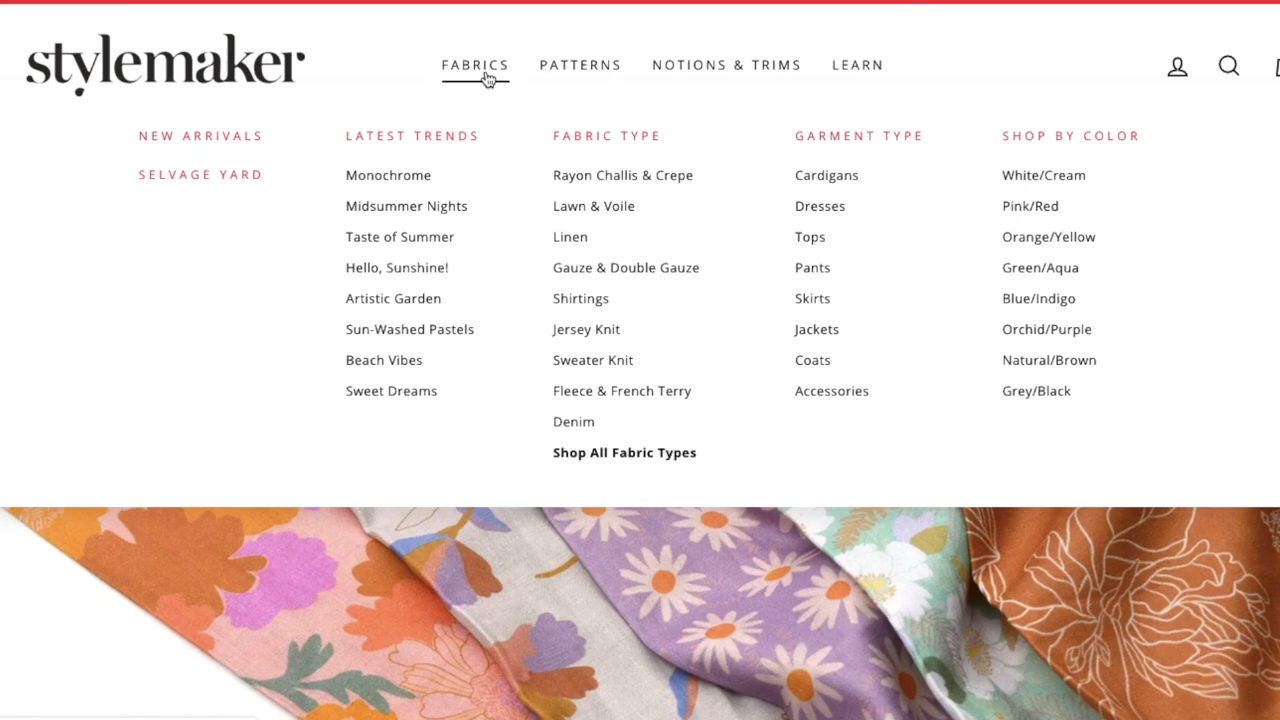 stylemaker
FABRICS
PATTERNS
NOTIONS & TRIMS
LEARN
NEW ARRIVALS
SELVAGE YARD
LATEST TRENDS
Monochrome
Midsummer Nights
Taste of Summer
Hello, Sunshine!
Artistic Garden
Sun-Washed Pastels
Beach Vibes
Sweet Dreams
FABRIC TYPE
Rayon Challis & Crepe
Lawn & Voile
Linen
Gauze & Double Gauze
Shirtings
Jersey Knit
Sweater Knit
Fleece & French Terry
Denim
Shop All Fabric Types
GARMENT TYPE
Cardigans
Dresses
Tops
Pants
Skirts
Jackets
Coats
Accessories
SHOP BY COLOR
White/Cream
Pink/Red
Orange/Yellow
Green/Aqua
Blue/Indigo
Orchid/Purple
Natural/Brown
Grey/Black